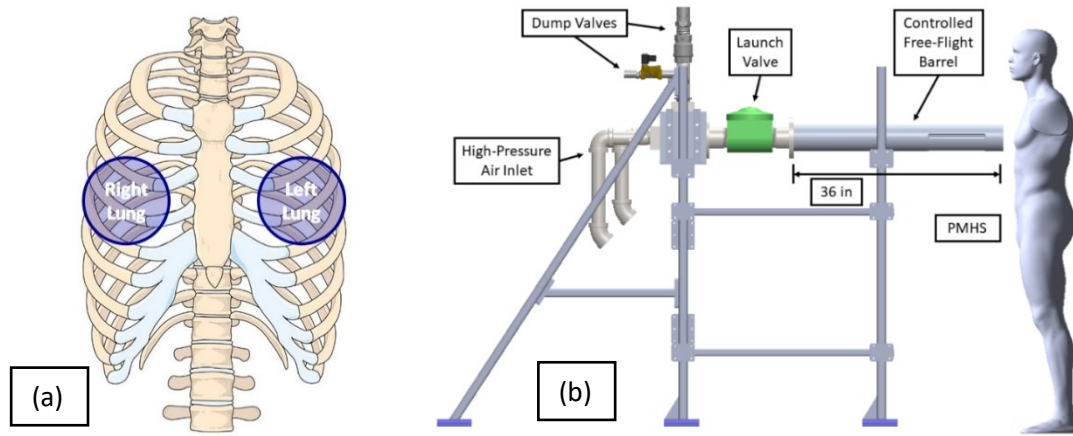 Right
Lung
Left
Lung
(a)
Dump Valves
Launch
Valve
Controlled
Free-Flight
Barrel
High-Pressure
Air Inlet
36 in
PMHS
(b)